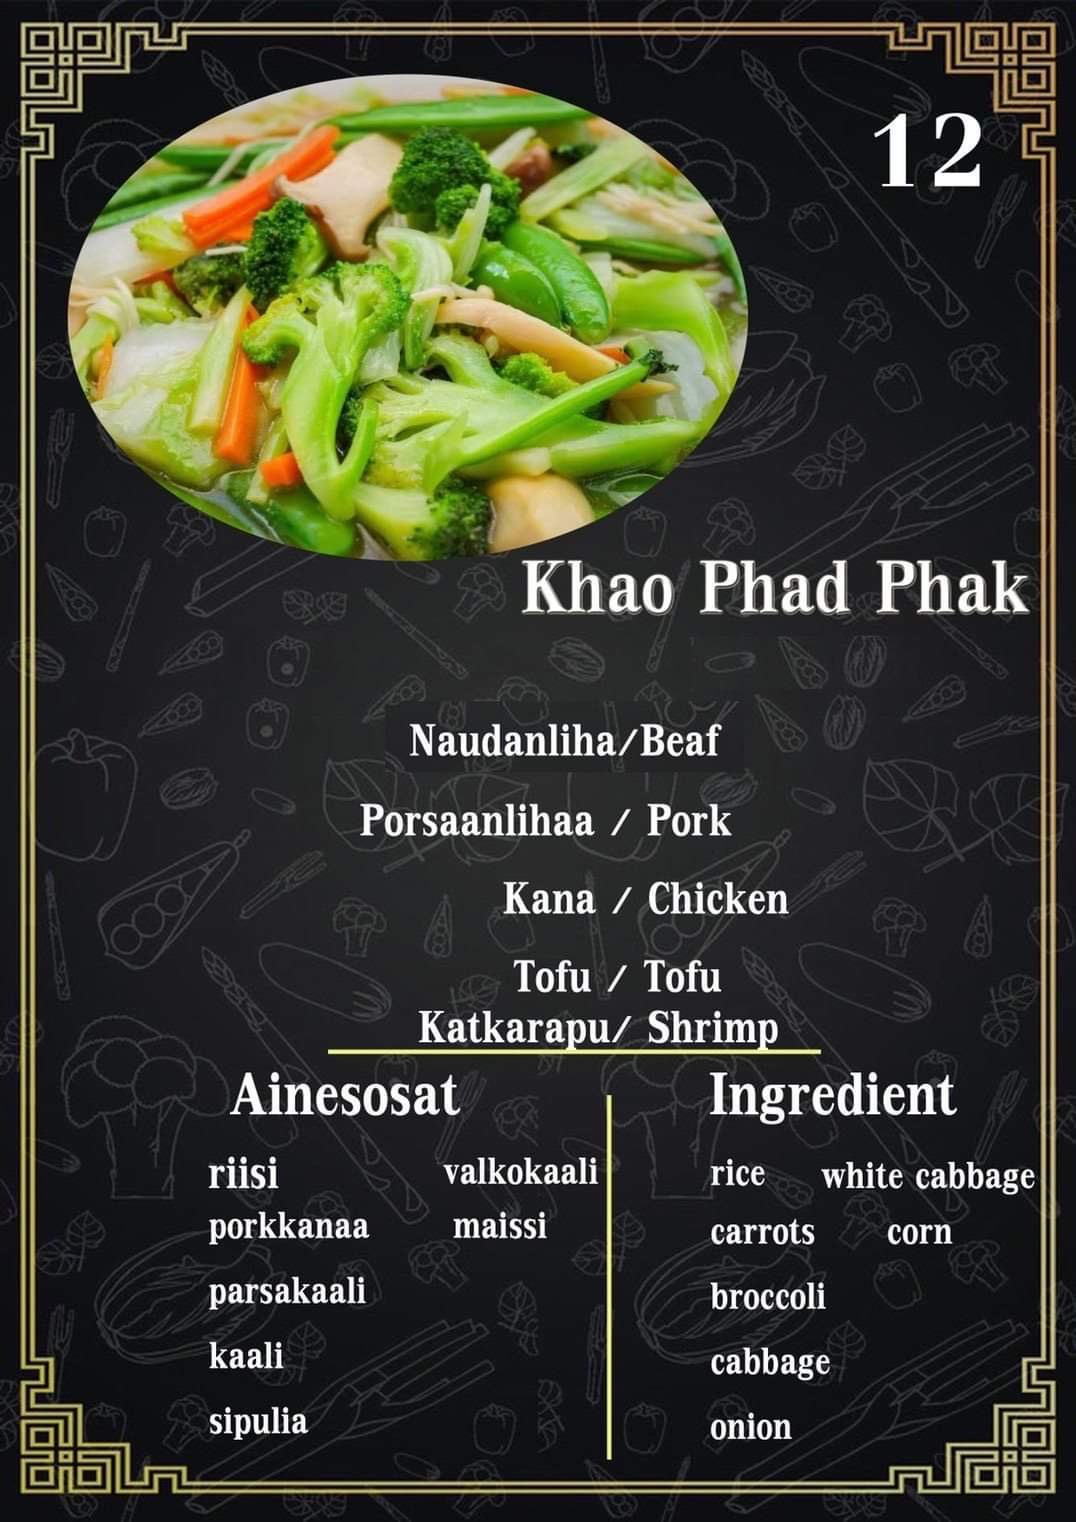 12
Khao Phad Phak
Naudanliha/Beaf
Porsaanlihaa / Pork
Kana / Chicken
Tofu / Tofu
Katkarapu/ Shrimp
Ainesosat
riisi valkokaali
porkkanaa maissi
parsakaali
kaali
sipulia
Ingredient
rice white cabbage
carrots corn
broccoli
cabbage
onion